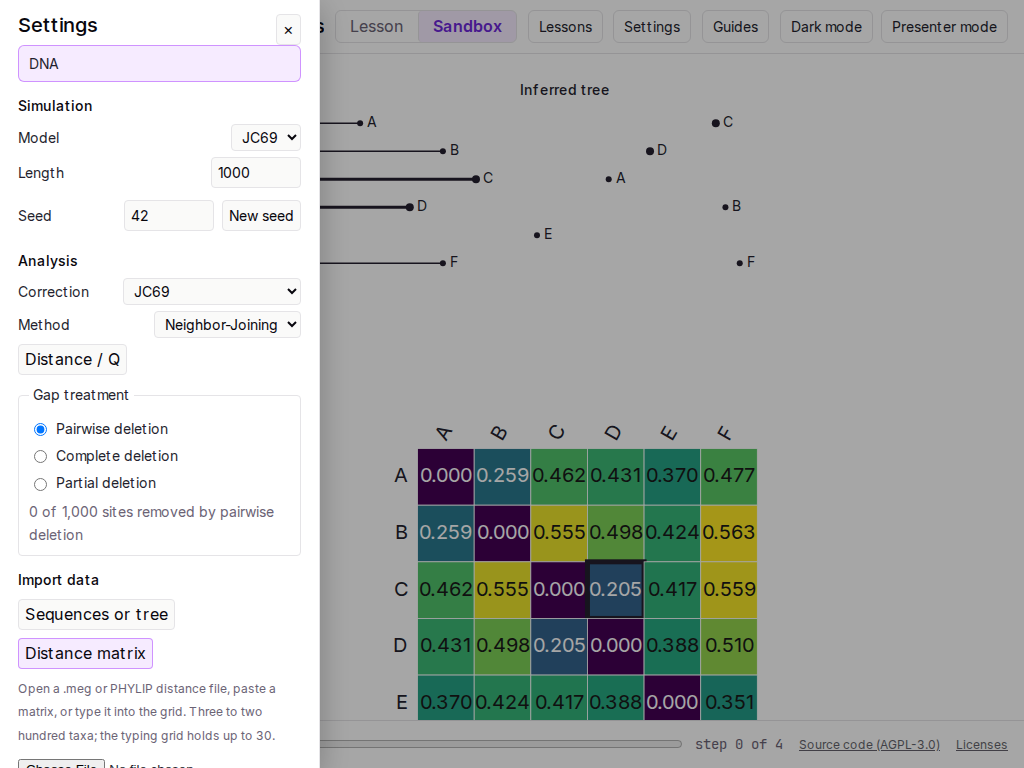 Settings
×
DNA
Simulation
Model
JC69
Length
1000
Seed
42
New seed
Analysis
Correction
JC69
Method
Neighbor-Joining
Distance / Q
Gap treatment
Pairwise deletion
Complete deletion
Partial deletion
0 of 1,000 sites removed by pairwise
deletion
Import data
Sequences or tree
Distance matrix
Open a .meg or PHYLIP distance file, paste a
matrix, or type it into the grid. Three to two
hundred taxa; the typing grid holds up to 30.
Lesson
Sandbox
Lessons
Settings
Guides
Dark mode
Presenter mode
Inferred tree
A
B
C
D
F
C
D
A
B
E
F
A B C D E F
A 0.000 0.259 0.462 0.431 0.370 0.477
B 0.259 0.000 0.555 0.498 0.424 0.563
C 0.462 0.555 0.000 0.205 0.417 0.559
D 0.431 0.498 0.205 0.000 0.388 0.510
E 0.370 0.424 0.417 0.388 0.000 0.351
step 0 of 4
Source code (AGPL-3.0)
Licenses